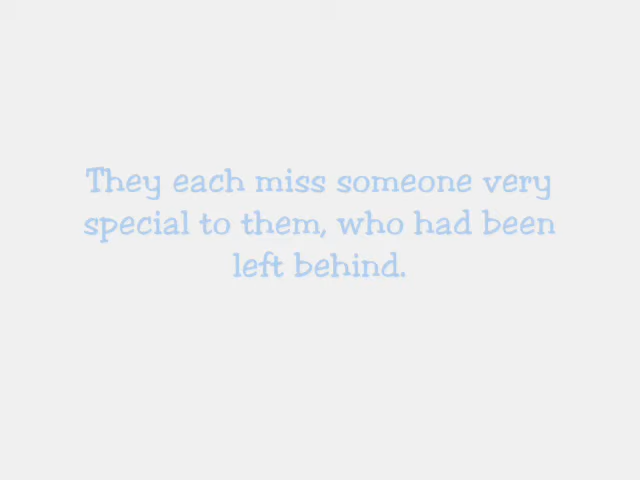 They each miss someone very
special to them, who had been
left behind.